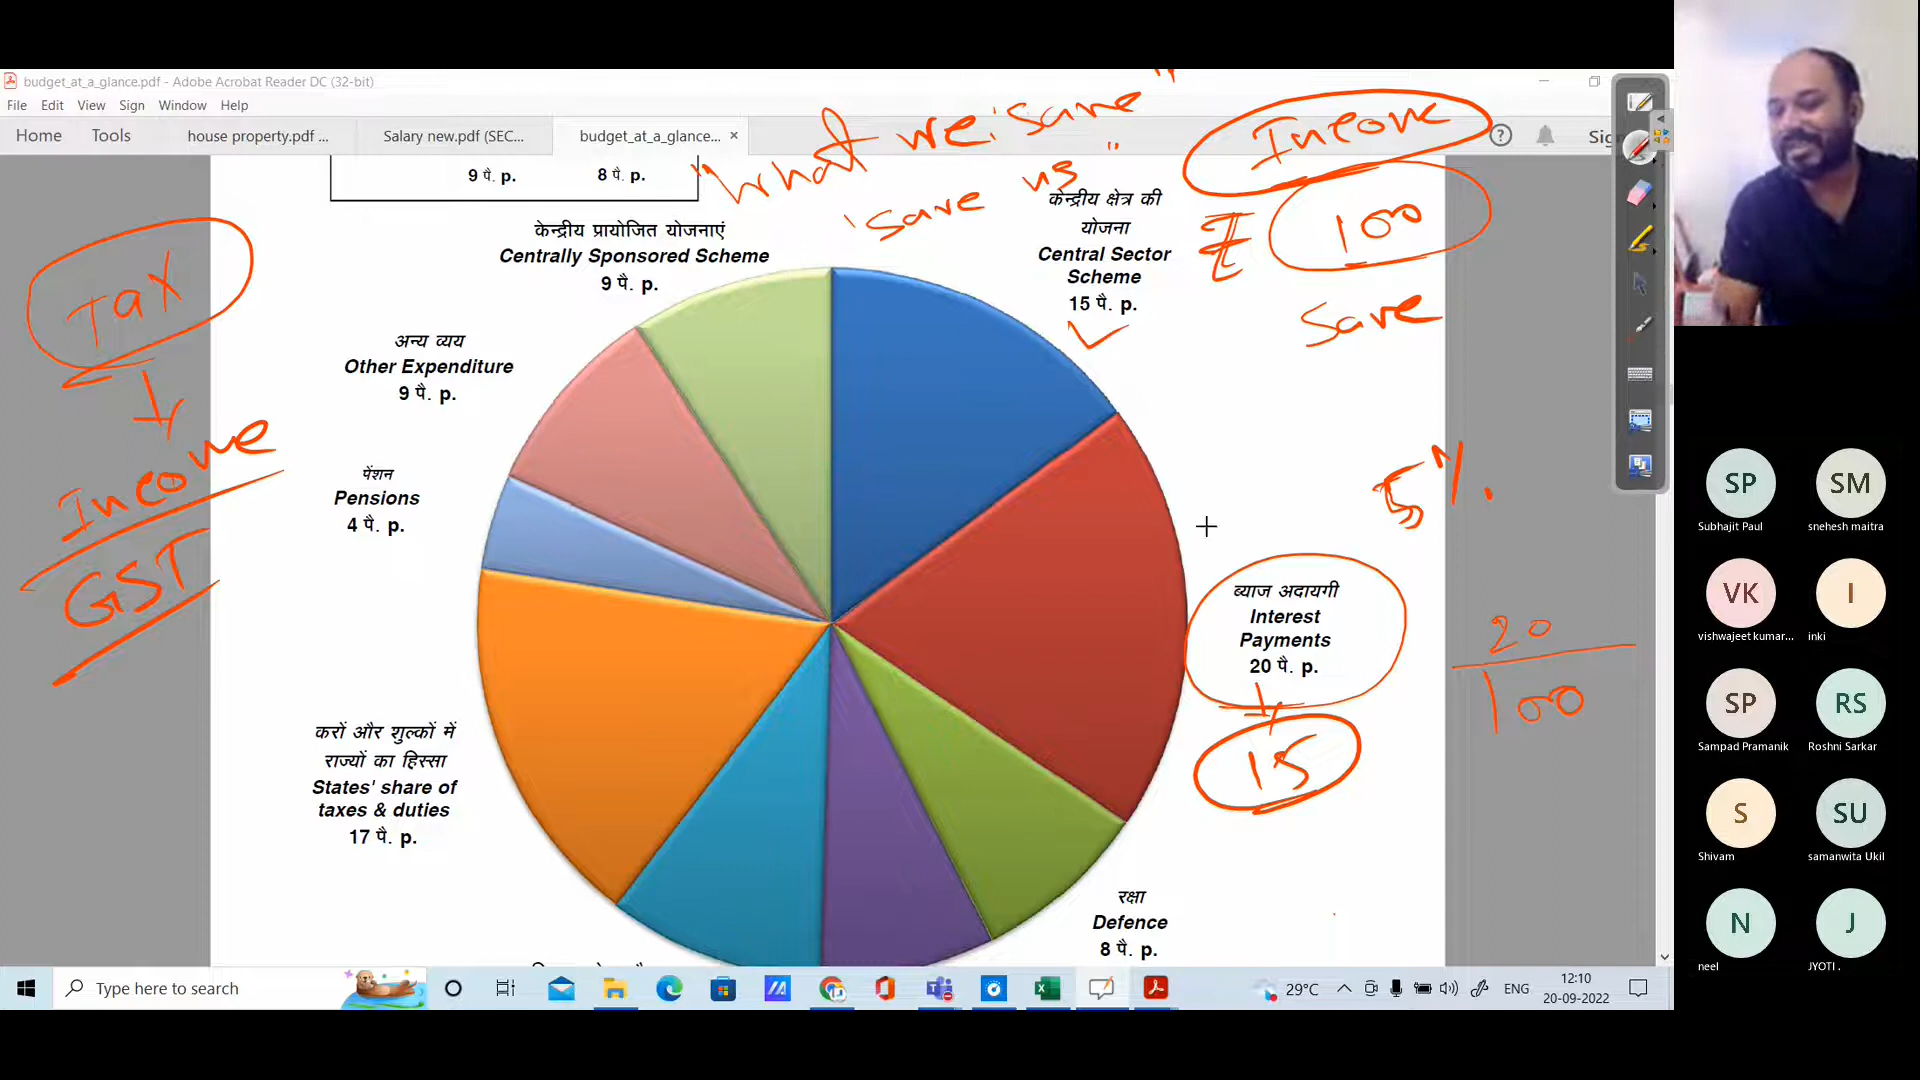 budget_at_a_glance.pdf - Adobe Acrobat Reader DC (32-bit)
File Edit View Sign Window Help
Home Tools
house property.pdf ...
Salary new.pdf (SEC...
budget_at_a_glance... ×
?
9 पै. p. 8 पै. p.
"What we 'save"
'save us"
Income
₹ 100
Save
Tax
Income
GST
केन्द्रीय प्रायोजित योजनाएं
Centrally Sponsored Scheme
9 पै. p.
केन्द्रीय क्षेत्र की
योजना
Central Sector
Scheme
15 पै. p.
अन्य व्यय
Other Expenditure
9 पै. p.
पेंशन
Pensions
4 पै. p.
5%.
ब्याज अदायगी
Interest
Payments
20 पै. p.
15
20
100
करों और शुल्कों में
राज्यों का हिस्सा
States' share of
taxes & duties
17 पै. p.
रक्षा
Defence
8 पै. p.
SP
Subhajit Paul
SM
snehesh maitra
VK
vishwajeet kumar...
I
inki
SP
Sampad Pramanik
RS
Roshni Sarkar
S
Shivam
SU
samanwita Ukil
N
neel
J
JYOTI .
Type here to search
29°C
ENG
12:10
20-09-2022